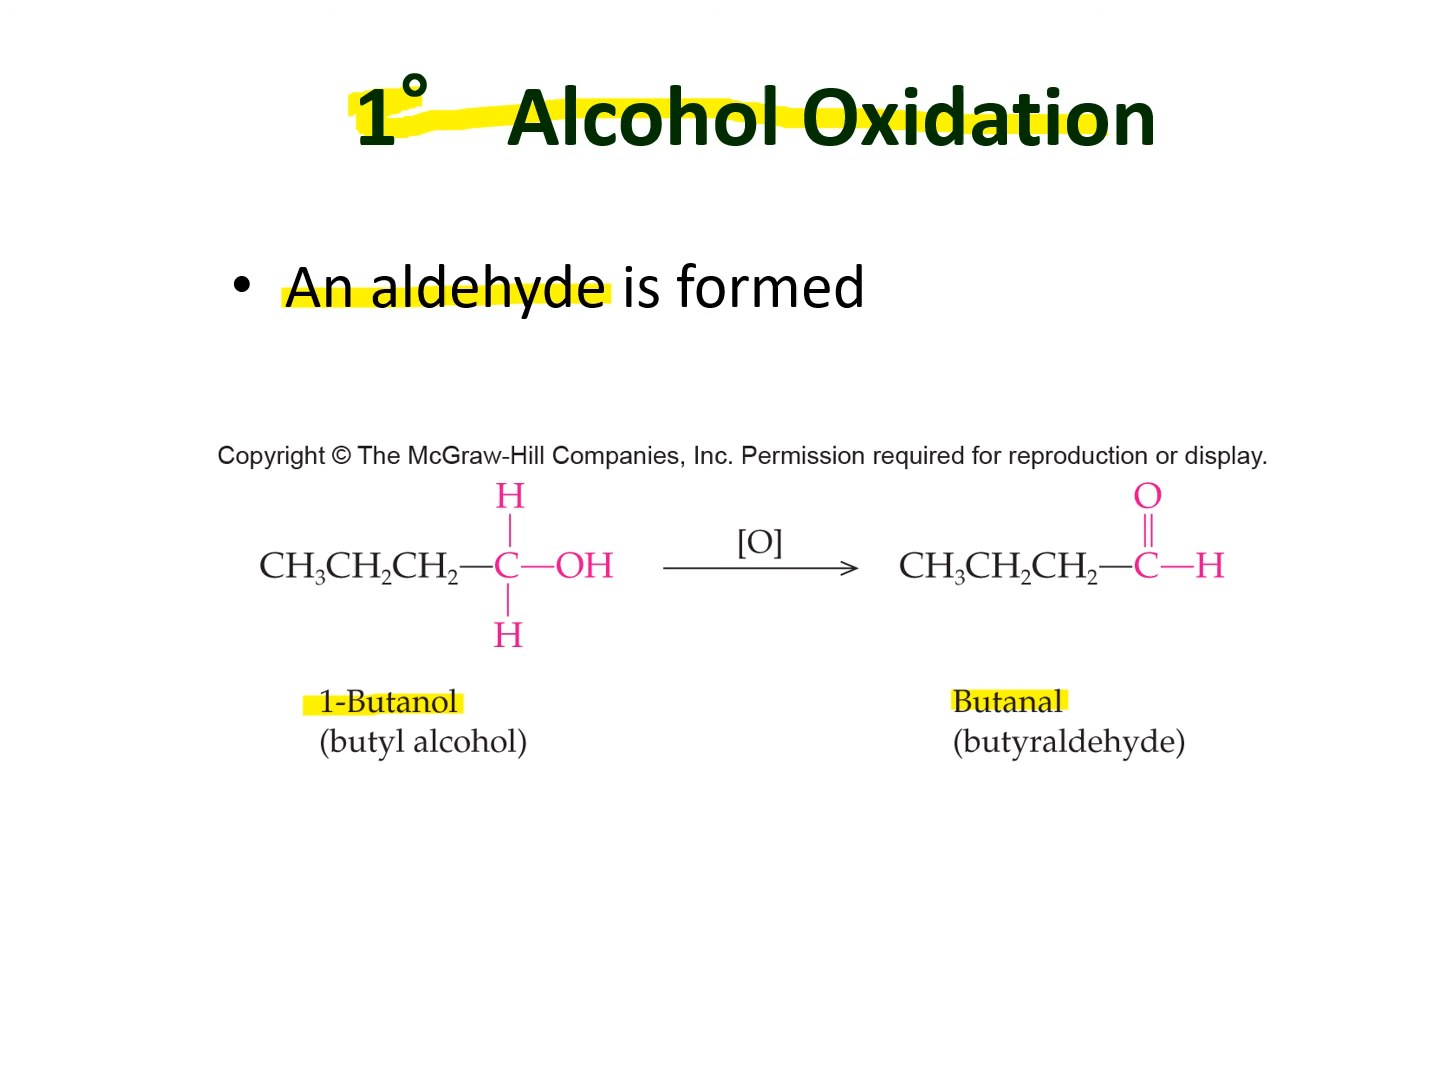 1° Alcohol Oxidation
• An aldehyde is formed
Copyright © The McGraw-Hill Companies, Inc. Permission required for reproduction or display.
H
O
[O]
CH₃CH₂CH₂—C—OH
CH₃CH₂CH₂—C—H
H
1-Butanol
(butyl alcohol)
Butanal
(butyraldehyde)